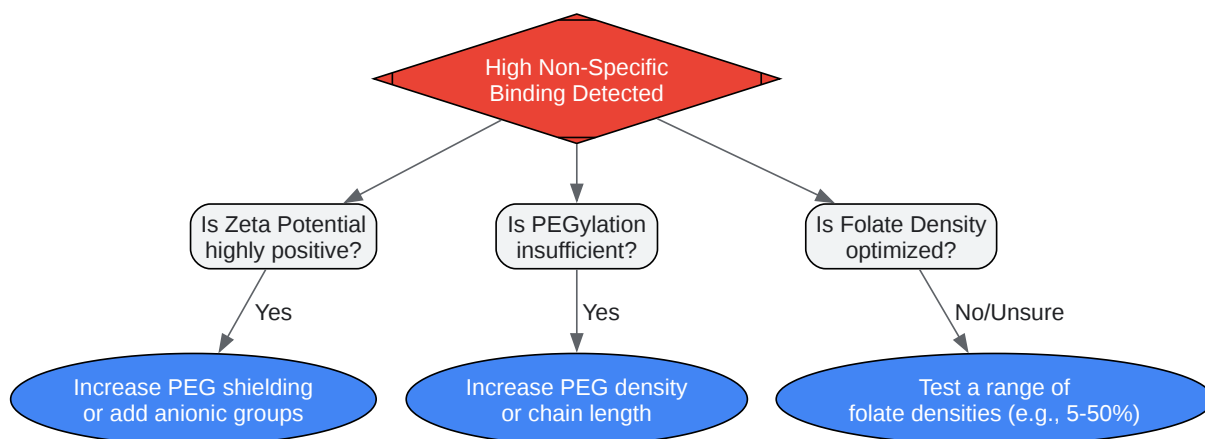 High Non-Specific
Binding Detected
Is Zeta Potential
highly positive?
Is PEGylation
insufficient?
Is Folate Density
optimized?
Yes
Yes
No/Unsure
Increase PEG shielding
or add anionic groups
Increase PEG density
or chain length
Test a range of
folate densities (e.g., 5-50%)